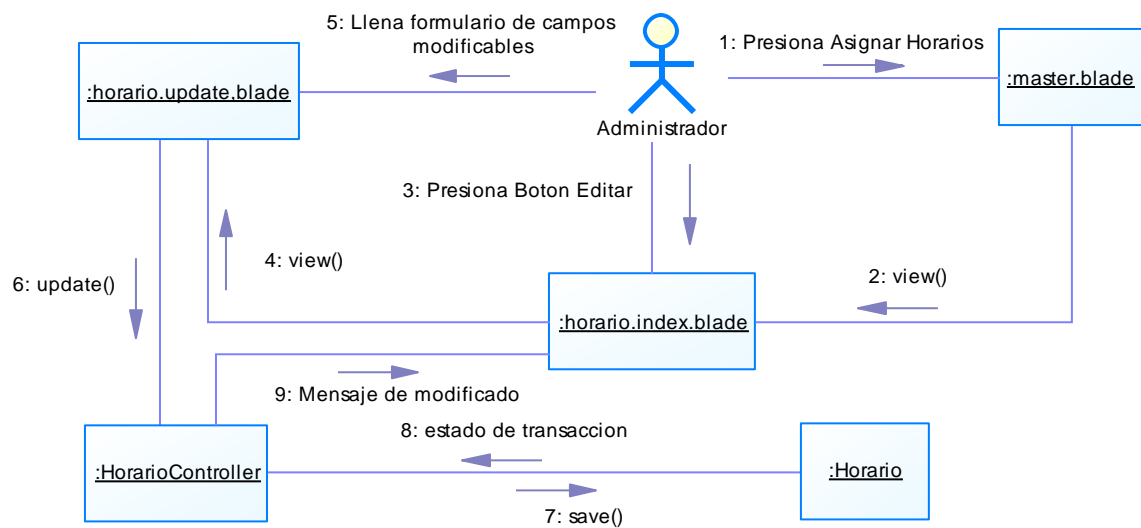 5: Llena formulario de campos
modificables
1: Presiona Asignar Horarios
:horario.update,blade
:master.blade
Administrador
3: Presiona Boton Editar
4: view()
6: update()
2: view()
:horario.index.blade
9: Mensaje de modificado
8: estado de transaccion
:HorarioController
:Horario
7: save()